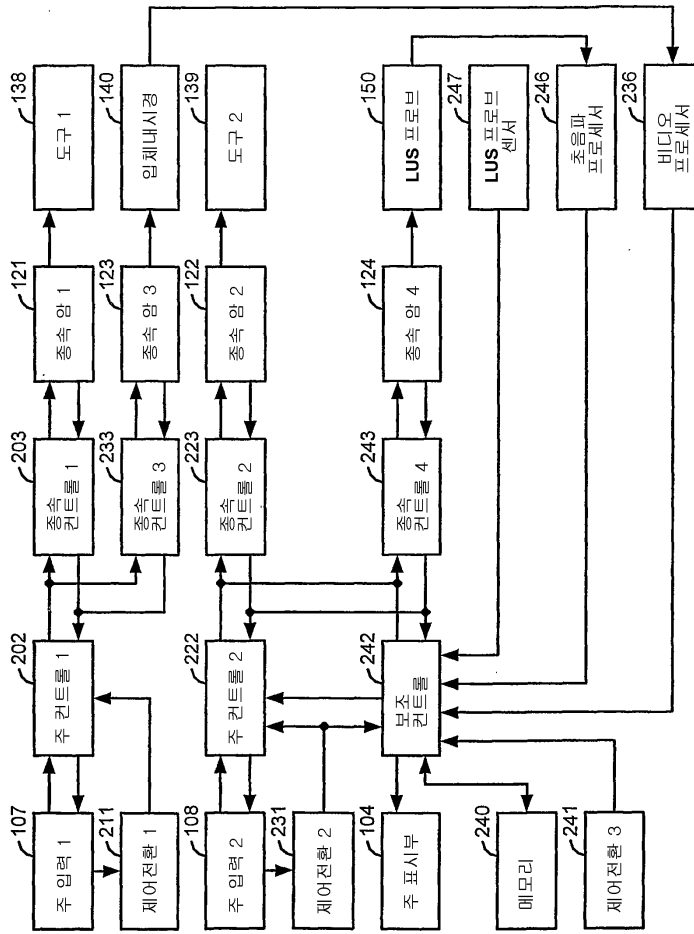 107
202
203
121
138
주 입력 1
주 컨트롤 1
종속
컨트롤 1
종속 암 1
도구 1
211
233
123
140
제어전환 1
종속
컨트롤 3
종속 암 3
입체내시경
108
222
223
122
139
주 입력 2
주 컨트롤 2
종속
컨트롤 2
종속 암 2
도구 2
231
제어전환 2
104
242
243
124
150
주 표시부
보조
컨트롤
종속
컨트롤 4
종속 암 4
LUS 프로브
240
247
매모리
LUS 프로브
센서
241
246
제어전환 3
초음파
프로세서
236
비디오
프로세서